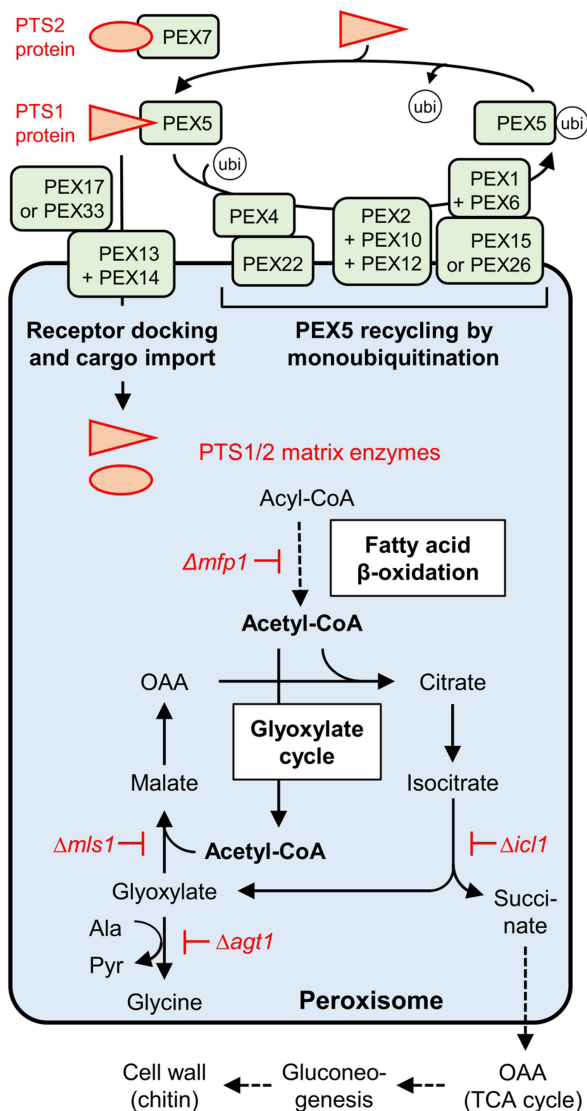 PTS2
protein
PEX7
PTS1
protein
PEX5
ubi
ubi
PEX5
ubi
PEX17
or PEX33
PEX13
+ PEX14
PEX4
PEX22
PEX2
+ PEX10
+ PEX12
PEX1
+ PEX6
PEX15
or PEX26
Receptor docking
and cargo import
PEX5 recycling by
monoubiquitination
PTS1/2 matrix enzymes
Acyl-CoA
Δmfp1
Fatty acid
β-oxidation
Acetyl-CoA
OAA
Citrate
Glyoxylate
cycle
Malate
Isocitrate
Δmls1
Acetyl-CoA
Δicl1
Glyoxylate
Succi-
nate
Ala
Pyr
Δagt1
Glycine
Peroxisome
Cell wall
(chitin)
Gluconeo-
genesis
OAA
(TCA cycle)